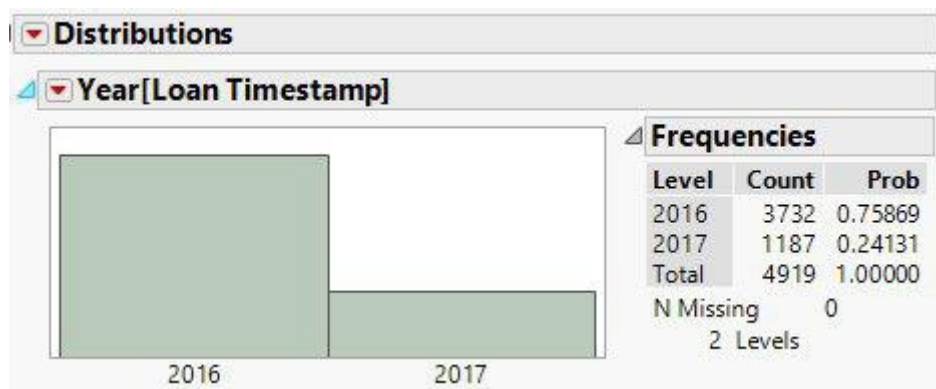 Distributions
Year[Loan Timestamp]
2016 2017
Frequencies
Level Count Prob
2016 3732 0.75869
2017 1187 0.24131
Total 4919 1.00000
N Missing 0
2 Levels